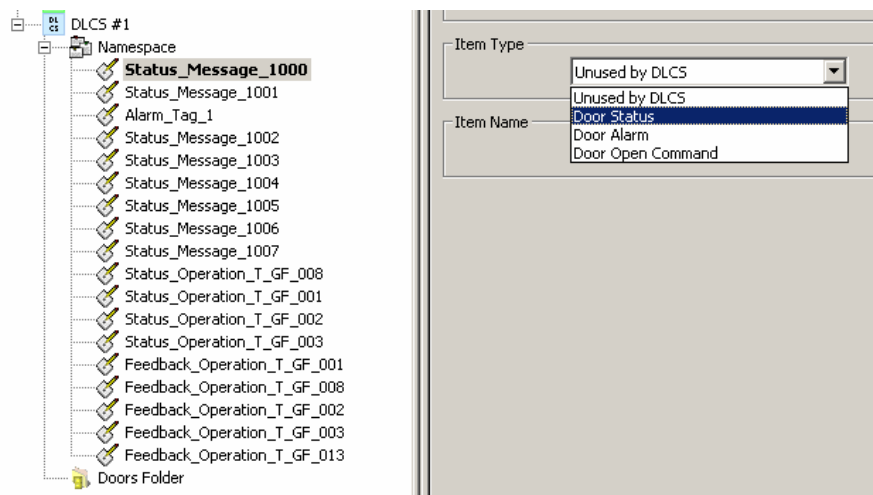 DL
CS
DLCS #1
Namespace
Status_Message_1000
Status_Message_1001
Alarm_Tag_1
Status_Message_1002
Status_Message_1003
Status_Message_1004
Status_Message_1005
Status_Message_1006
Status_Message_1007
Status_Operation_T_GF_008
Status_Operation_T_GF_001
Status_Operation_T_GF_002
Status_Operation_T_GF_003
Feedback_Operation_T_GF_001
Feedback_Operation_T_GF_008
Feedback_Operation_T_GF_002
Feedback_Operation_T_GF_003
Feedback_Operation_T_GF_013
Doors Folder
Item Type
Unused by DLCS
Unused by DLCS
Door Status
Door Alarm
Door Open Command
Item Name